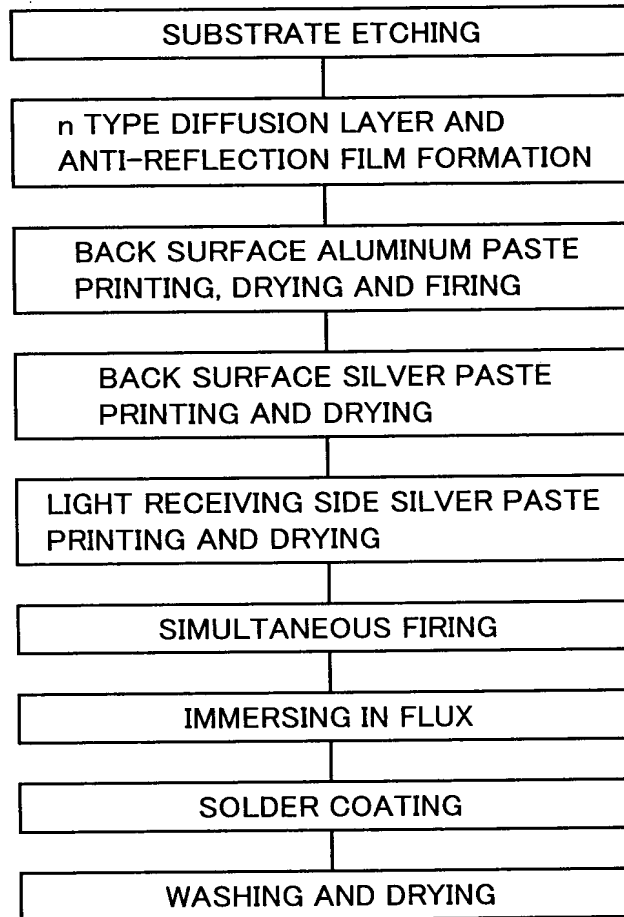 SUBSTRATE ETCHING
n TYPE DIFFUSION LAYER AND
ANTI-REFLECTION FILM FORMATION
BACK SURFACE ALUMINUM PASTE
PRINTING, DRYING AND FIRING
BACK SURFACE SILVER PASTE
PRINTING AND DRYING
LIGHT RECEIVING SIDE SILVER PASTE
PRINTING AND DRYING
SIMULTANEOUS FIRING
IMMERSING IN FLUX
SOLDER COATING
WASHING AND DRYING